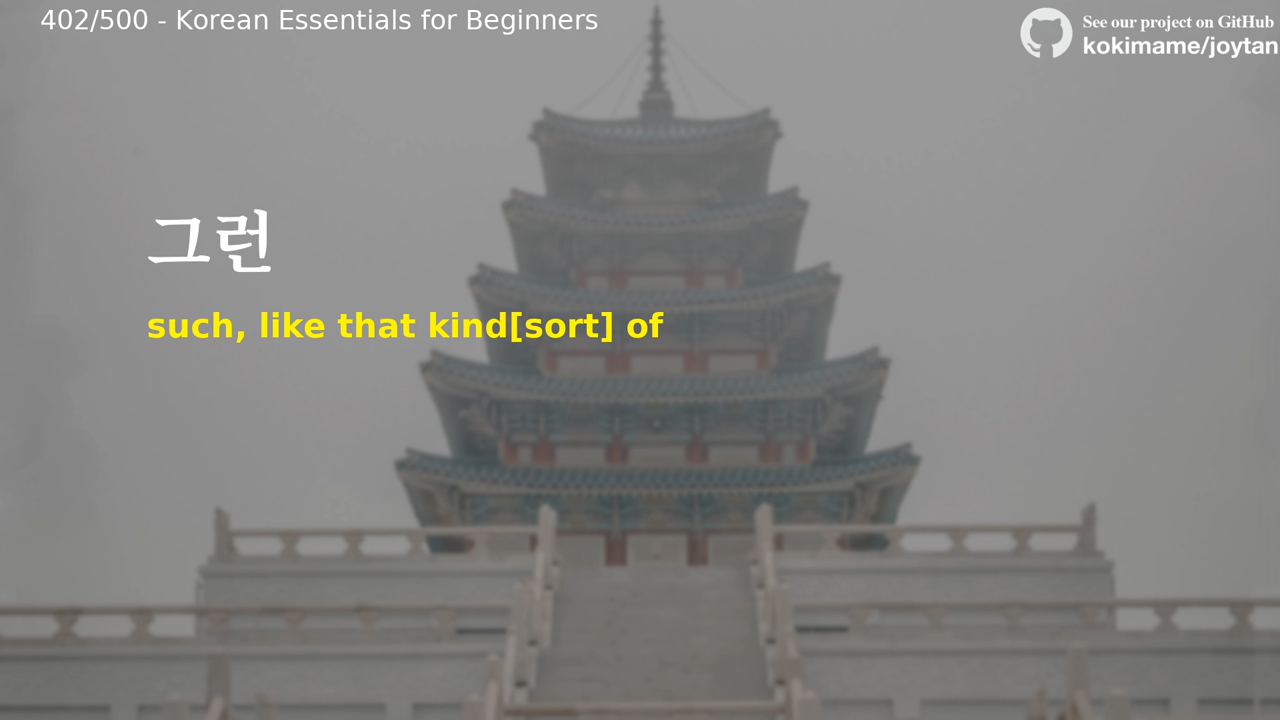 402/500 - Korean Essentials for Beginners
See our project on GitHub
kokimame/joytan
그런
such, like that kind[sort] of